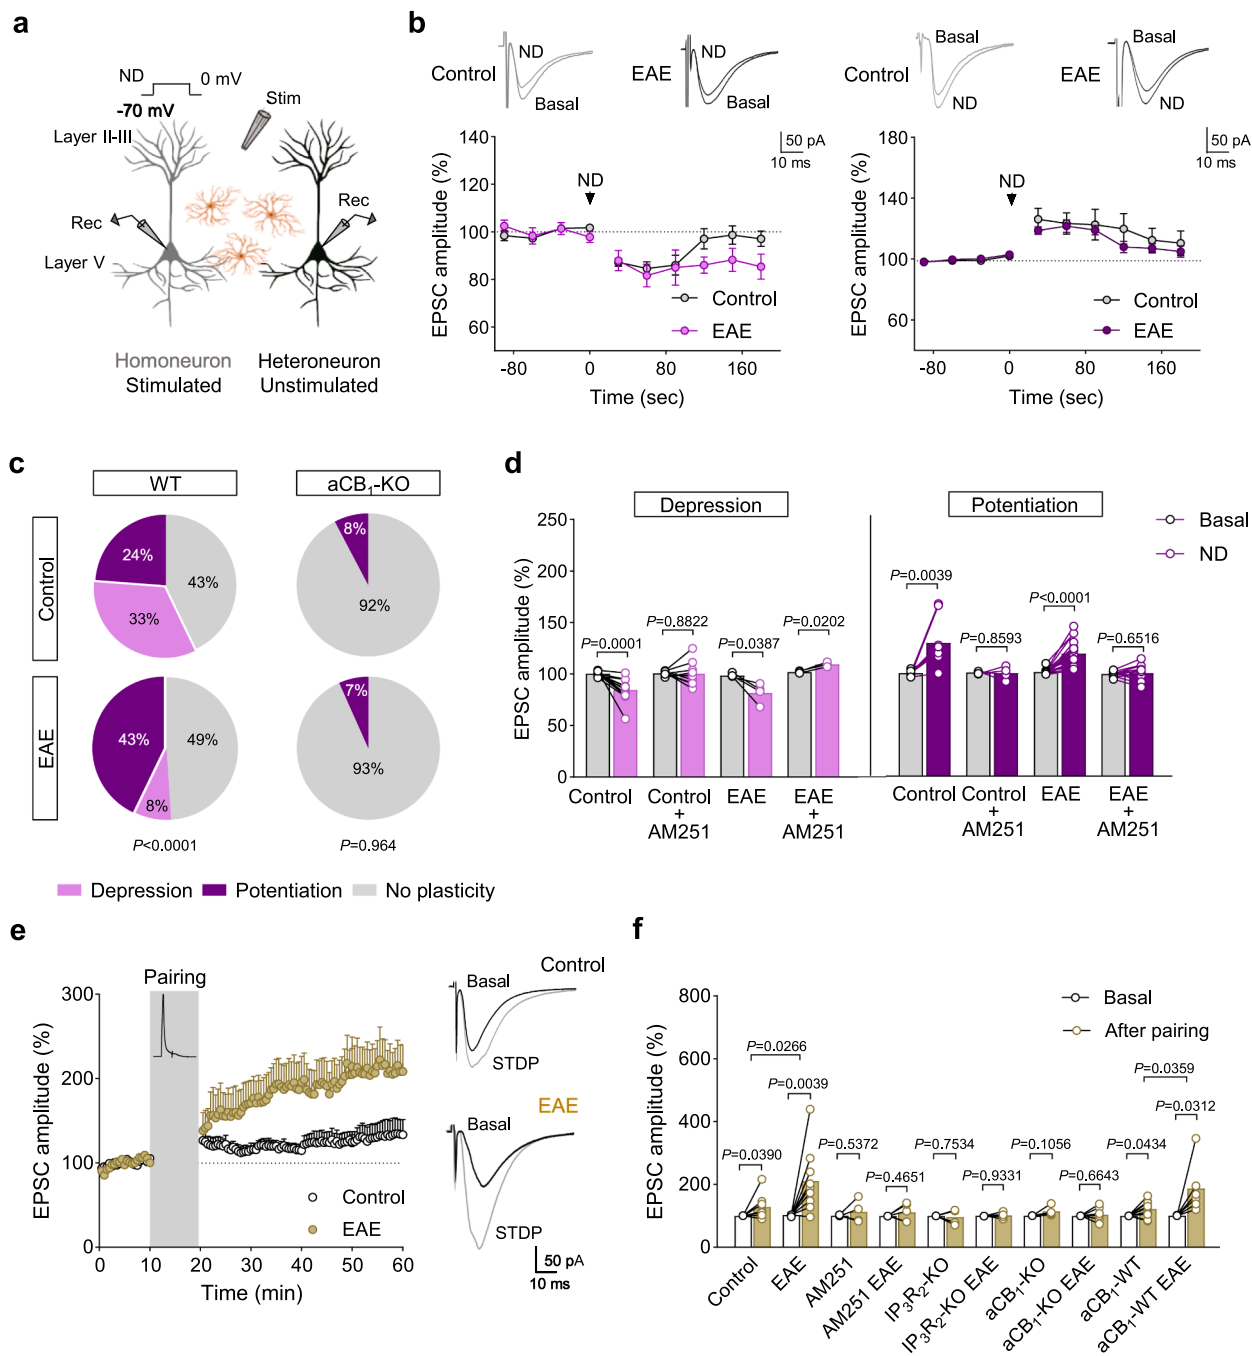 a
ND
0 mV
-70 mV
Stim
Layer II-III
Rec
Rec
Layer V
Homoneuron
Stimulated
Heteroneuron
Unstimulated
b
Control
ND
Basal
EAE
ND
Basal
50 pA
10 ms
EPSC amplitude (%)
140
120
100
80
60
ND
Control
EAE
-80
0
80
160
Time (sec)
Control
Basal
ND
EAE
Basal
ND
50 pA
10 ms
EPSC amplitude (%)
180
140
100
60
ND
Control
EAE
-80
0
80
160
Time (sec)
c
WT
aCB1-KO
Control
24%
43%
33%
8%
92%
EAE
43%
49%
8%
7%
93%
P<0.0001
P=0.964
Depression
Potentiation
No plasticity
d
Depression
Potentiation
Basal
ND
EPSC amplitude (%)
250
200
150
100
50
0
P=0.0001
P=0.8822
P=0.0387
P=0.0202
P=0.0039
P=0.8593
P<0.0001
P=0.6516
Control
Control
+
AM251
EAE
EAE
+
AM251
Control
Control
+
AM251
EAE
EAE
+
AM251
e
Pairing
EPSC amplitude (%)
300
200
100
0
Control
EAE
0
10
20
30
40
50
60
Time (min)
Control
Basal
STDP
EAE
Basal
STDP
50 pA
10 ms
f
Basal
After pairing
EPSC amplitude (%)
800
600
400
200
0
P=0.0266
P=0.0039
P=0.0390
P=0.5372
P=0.4651
P=0.7534
P=0.9331
P=0.1056
P=0.6643
P=0.0434
P=0.0359
P=0.0312
Control
EAE
AM251
AM251 EAE
IP3R2-KO
IP3R2-KO EAE
aCB1-KO
aCB1-KO EAE
aCB1-WT
aCB1-WT EAE